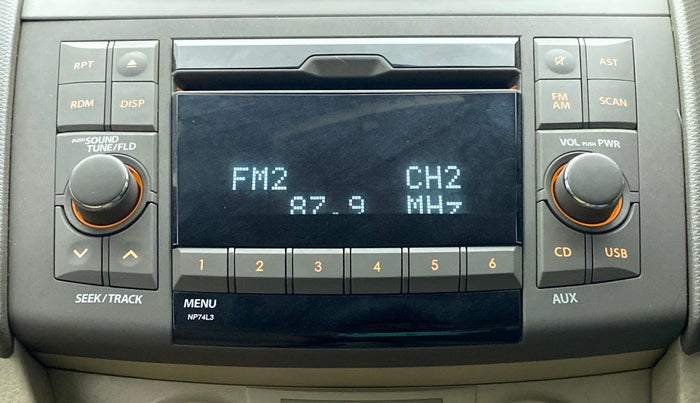 RPT
RDM DISP
PUSH SOUND
TUNE/FLD
SEEK/TRACK
FM2 CH2
87.9 MHz
1 2 3 4 5 6
MENU
NP74L3
AST
FM
AM
SCAN
VOL PUSH PWR
CD USB
AUX